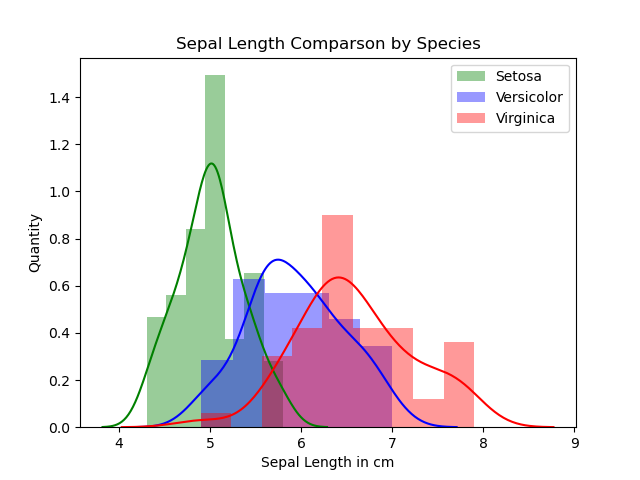 Sepal Length Comparson by Species
Setosa
Versicolor
Virginica
Quantity
1.4
1.2
1.0
0.8
0.6
0.4
0.2
0.0
4 5 6 7 8 9
Sepal Length in cm